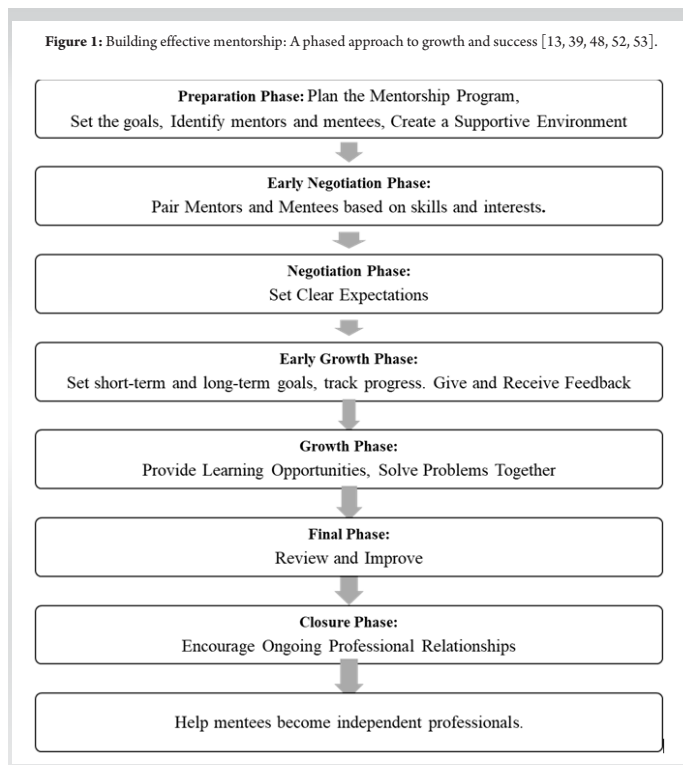 Figure 1: Building effective mentorship: A phased approach to growth and success [13, 39, 48, 52, 53].
Preparation Phase: Plan the Mentorship Program,
Set the goals, Identify mentors and mentees, Create a Supportive Environment
Early Negotiation Phase:
Pair Mentors and Mentees based on skills and interests.
Negotiation Phase:
Set Clear Expectations
Early Growth Phase:
Set short-term and long-term goals, track progress. Give and Receive Feedback
Growth Phase:
Provide Learning Opportunities, Solve Problems Together
Final Phase:
Review and Improve
Closure Phase:
Encourage Ongoing Professional Relationships
Help mentees become independent professionals.